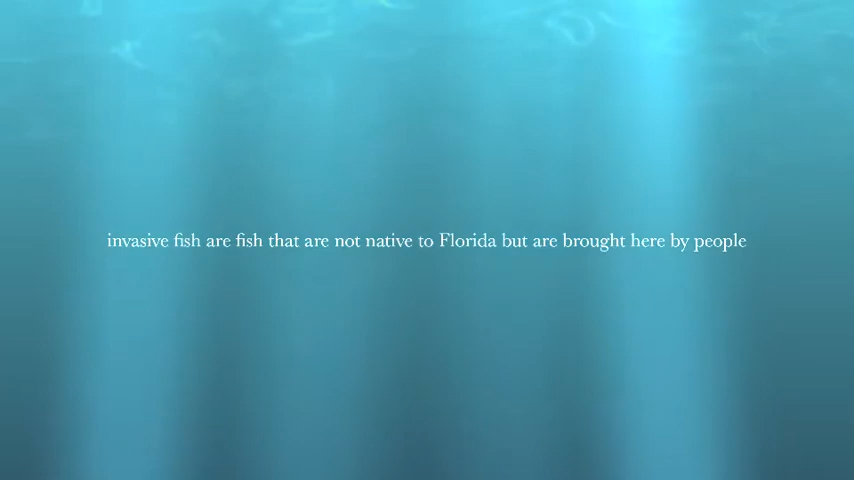 invasive fish are fish that are not native to Florida but are brought here by people